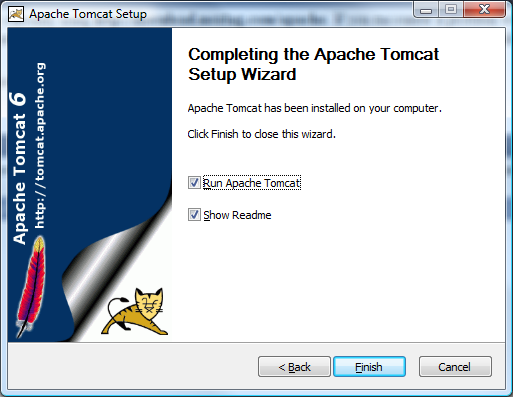 Apache Tomcat Setup
Completing the Apache Tomcat
Setup Wizard
Apache Tomcat has been installed on your computer.
Click Finish to close this wizard.
Run Apache Tomcat
Show Readme
Apache Tomcat 6
http://tomcat.apache.org
< Back
Finish
Cancel